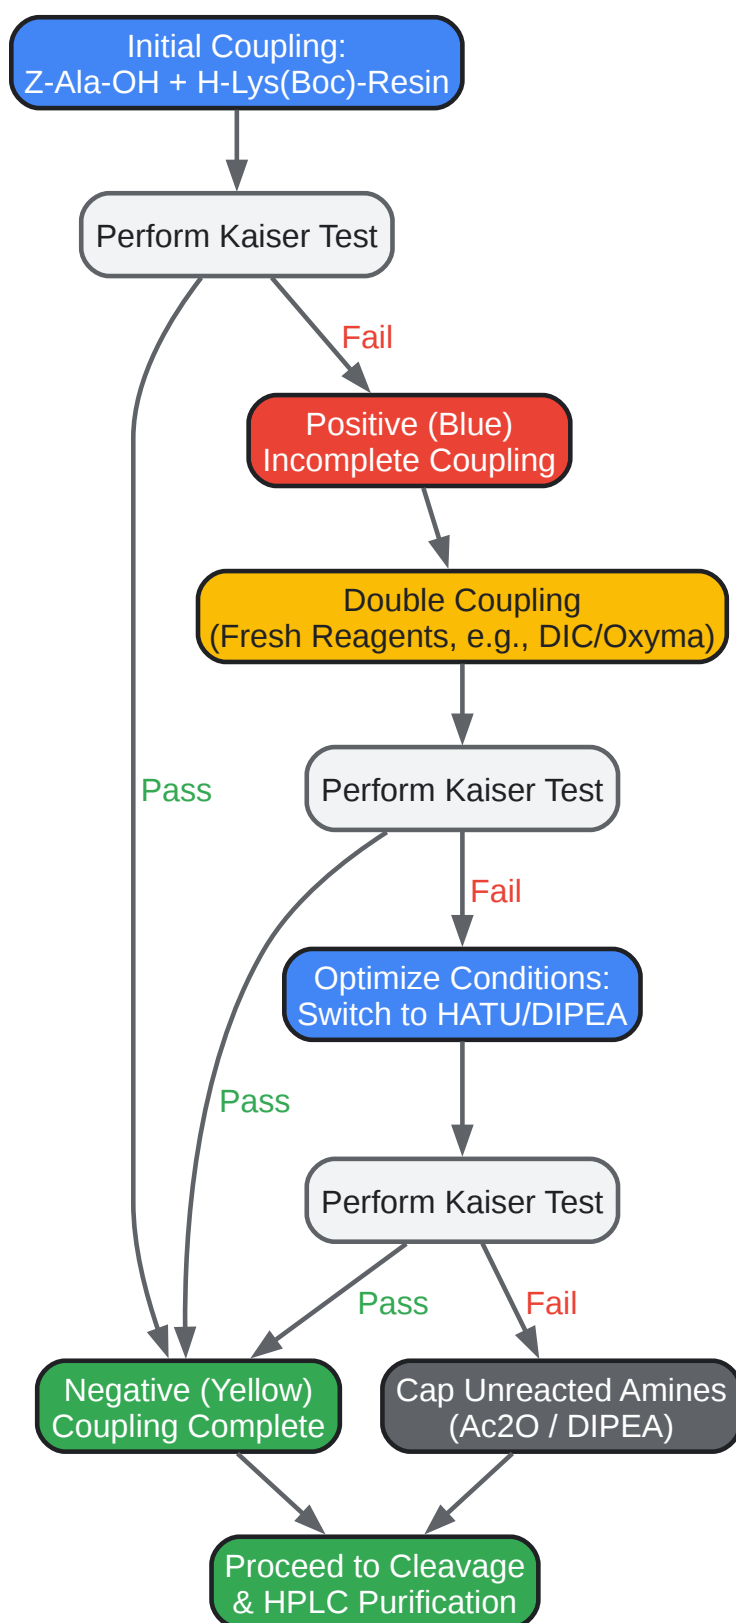 Initial Coupling:
Z-Ala-OH + H-Lys(Boc)-Resin
Perform Kaiser Test
Fail
Positive (Blue)
Incomplete Coupling
Double Coupling
(Fresh Reagents, e.g., DIC/Oxyma)
Pass
Perform Kaiser Test
Fail
Optimize Conditions:
Switch to HATU/DIPEA
Pass
Perform Kaiser Test
Pass
Fail
Negative (Yellow)
Coupling Complete
Cap Unreacted Amines
(Ac2O / DIPEA)
Proceed to Cleavage
& HPLC Purification